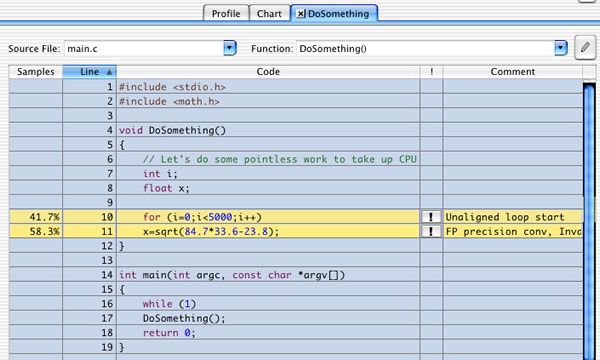 Profile Chart DoSomething
Source File: main.c Function: DoSomething()
Samples Line Code ! Comment
1 #include <stdio.h>
2 #include <math.h>
3
4 void DoSomething()
5 {
6 // Let's do some pointless work to take up CPU
7 int i;
8 float x;
9
41.7% 10 for (i=0;i<5000;i++) ! Unaligned loop start
58.3% 11 x=sqrt(84.7*33.6-23.8); ! FP precision conv, Inva
12 }
13
14 int main(int argc, const char *argv[])
15 {
16 while (1)
17 DoSomething();
18 return 0;
19 }